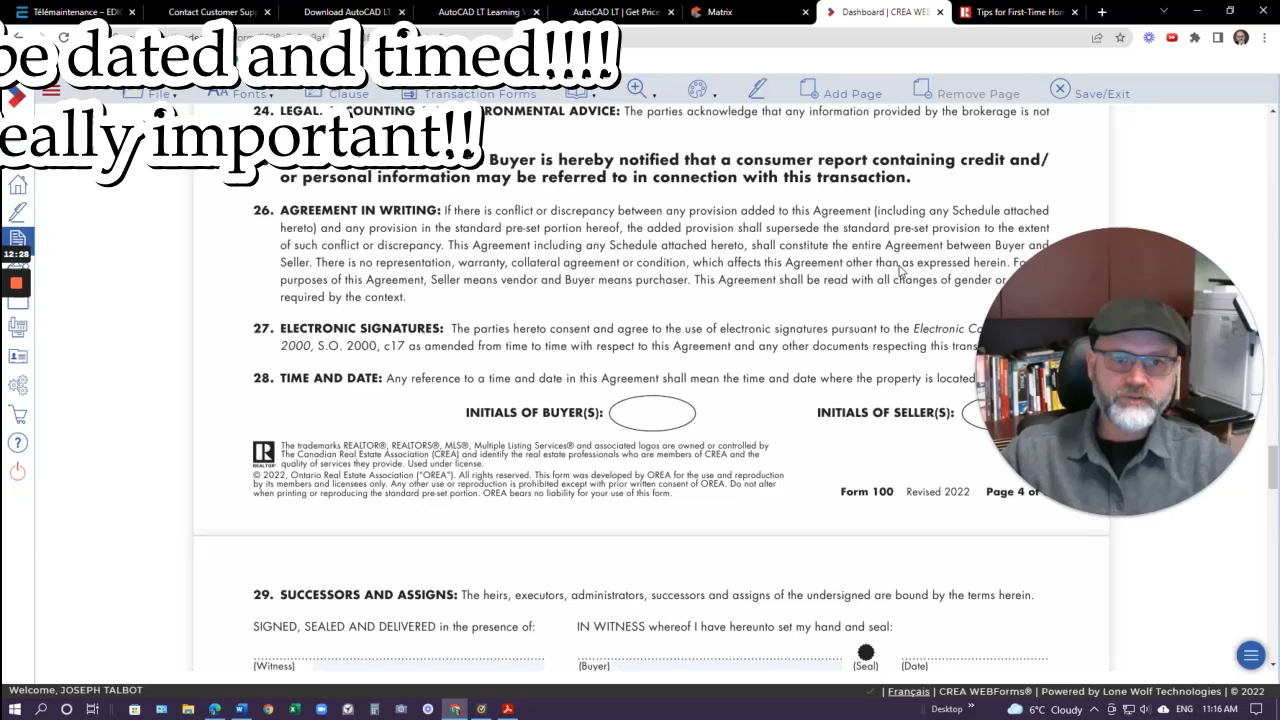 Télémaintenance – EDI
Contact Customer Supp
Download AutoCAD LT
AutoCAD LT Learning
AutoCAD LT | Get Price
Matrix
Dashboard | CREA WEB
Tips for First-Time Hom
be dated and timed!!!!
eally important!!
File
Fonts
Clause
Transaction Forms
Add Page
Remove Page
Save/Exit
24. LEGAL, ACCOUNTING RONMENTAL ADVICE: The parties acknowledge that any information provided by the brokerage is not
Buyer is hereby notified that a consumer report containing credit and/
or personal information may be referred to in connection with this transaction.
26. AGREEMENT IN WRITING: If there is conflict or discrepancy between any provision added to this Agreement (including any Schedule attached
hereto) and any provision in the standard pre-set portion hereof, the added provision shall supersede the standard pre-set provision to the extent
of such conflict or discrepancy. This Agreement including any Schedule attached hereto, shall constitute the entire Agreement between Buyer and
Seller. There is no representation, warranty, collateral agreement or condition, which affects this Agreement other than as expressed herein. Fo
purposes of this Agreement, Seller means vendor and Buyer means purchaser. This Agreement shall be read with all changes of gender or
required by the context.
27. ELECTRONIC SIGNATURES: The parties hereto consent and agree to the use of electronic signatures pursuant to the Electronic Co
2000, S.O. 2000, c17 as amended from time to time with respect to this Agreement and any other documents respecting this trans
28. TIME AND DATE: Any reference to a time and date in this Agreement shall mean the time and date where the property is located
12:28
INITIALS OF BUYER(S):
INITIALS OF SELLER(S):
The trademarks REALTOR®, REALTORS®, MLS®, Multiple Listing Services® and associated logos are owned or controlled by
The Canadian Real Estate Association (CREA) and identify the real estate professionals who are members of CREA and the
quality of services they provide. Used under license.
© 2022, Ontario Real Estate Association ("OREA"). All rights reserved. This form was developed by OREA for the use and reproduction
by its members and licensees only. Any other use or reproduction is prohibited except with prior written consent of OREA. Do not alter
when printing or reproducing the standard pre-set portion. OREA bears no liability for your use of this form.
Form 100 Revised 2022 Page 4 of
29. SUCCESSORS AND ASSIGNS: The heirs, executors, administrators, successors and assigns of the undersigned are bound by the terms herein.
SIGNED, SEALED AND DELIVERED in the presence of:
IN WITNESS whereof I have hereunto set my hand and seal:
(Witness)
(Buyer)
(Seal)
(Date)
Welcome, JOSEPH TALBOT
| Français | CREA WEBForms® | Powered by Lone Wolf Technologies | © 2022
Desktop
6°C Cloudy
11:16 AM